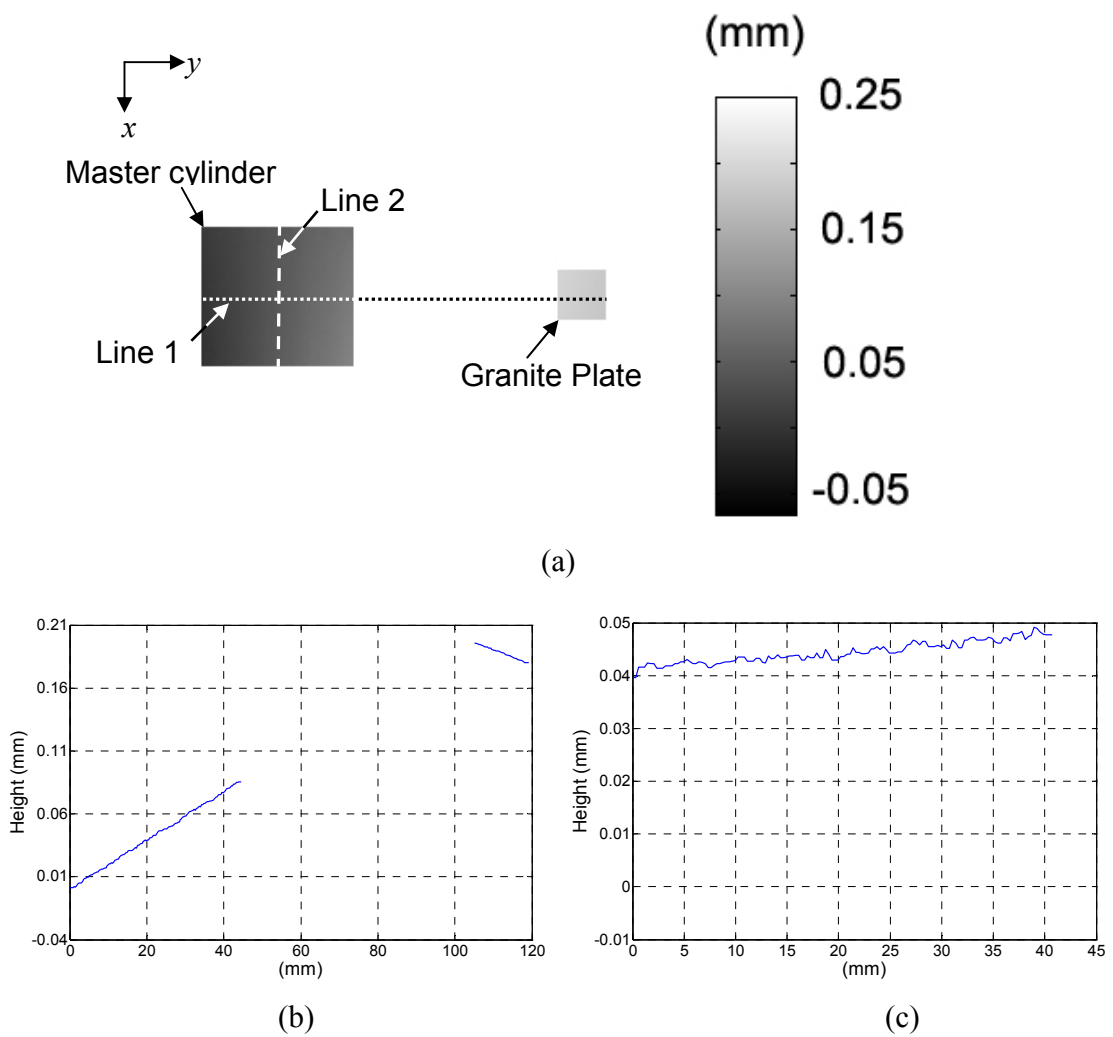 (mm)
0.25
0.15
0.05
-0.05
y
x
Master cylinder
Line 2
Line 1
Granite Plate
(a)
0.21
0.16
0.11
0.06
0.01
-0.04
Height (mm)
0 20 40 60 80 100 120
(mm)
(b)
0.05
0.04
0.03
0.02
0.01
0
-0.01
Height (mm)
0 5 10 15 20 25 30 35 40 45
(mm)
(c)